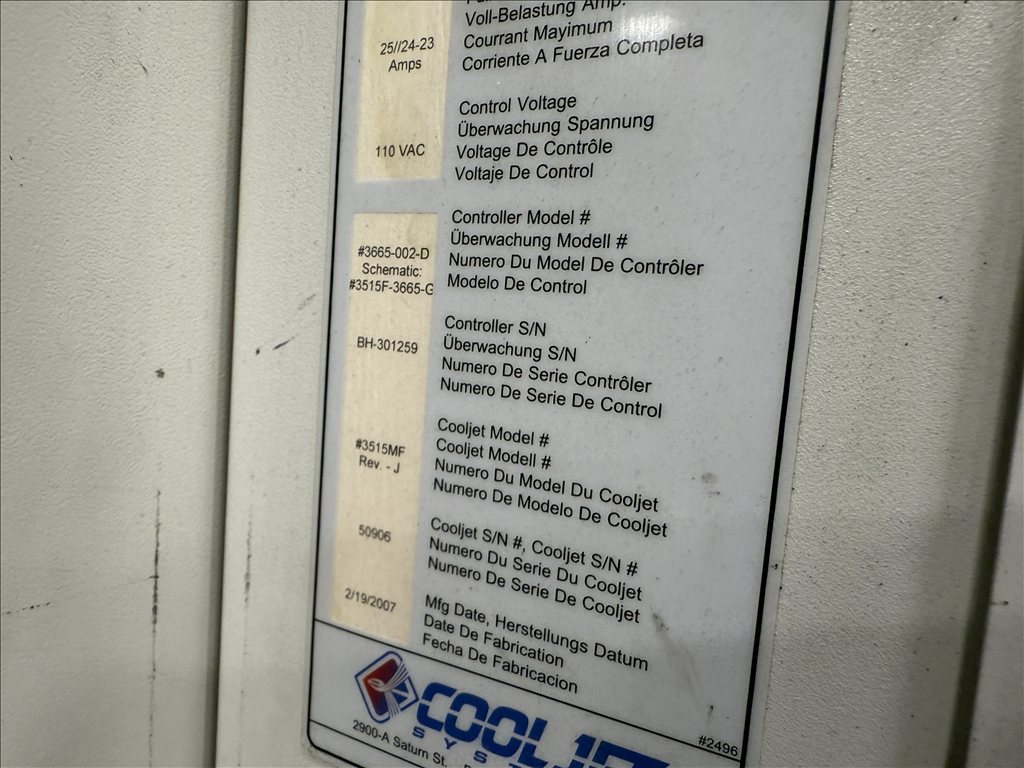 Voll-Belastung Amp.
25//24-23
Amps
Courrant Mayimum
Corriente A Fuerza Completa
Control Voltage
Überwachung Spannung
110 VAC
Voltage De Contrôle
Voltaje De Control
Controller Model #
Überwachung Modell #
#3665-002-D
Schematic:
#3515F-3665-G
Numero Du Model De Contrôler
Modelo De Control
Controller S/N
BH-301259
Überwachung S/N
Numero De Serie Contrôler
Numero De Serie De Control
Cooljet Model #
#3515MF
Rev. - J
Cooljet Modell #
Numero Du Model Du Cooljet
Numero De Modelo De Cooljet
50906
Cooljet S/N #, Cooljet S/N #
Numero Du Serie Du Cooljet
Numero De Serie De Cooljet
2/19/2007
Mfg Date, Herstellungs Datum
Date De Fabrication
Fecha De Fabricacion
COOLJET
#2496
2900-A Saturn St.